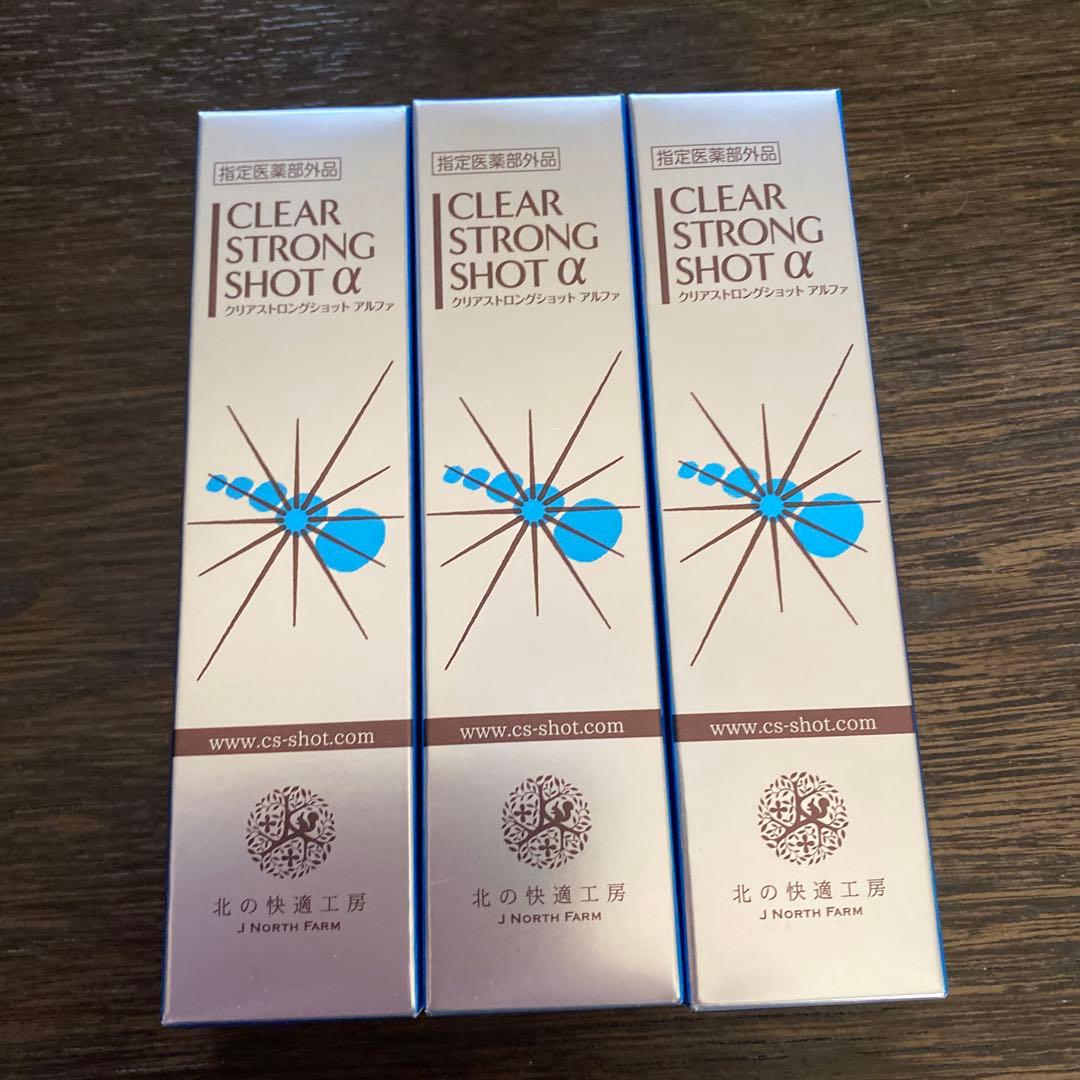 指定医薬部外品
CLEAR
STRONG
SHOT α
クリアストロングショット アルファ
www.cs-shot.com
北の快適工房
J NORTH FARM
指定医薬部外品
CLEAR
STRONG
SHOT α
クリアストロングショット アルファ
www.cs-shot.com
北の快適工房
J NORTH FARM
指定医薬部外品
CLEAR
STRONG
SHOT α
クリアストロングショット アルファ
www.cs-shot.com
北の快適工房
J NORTH FARM